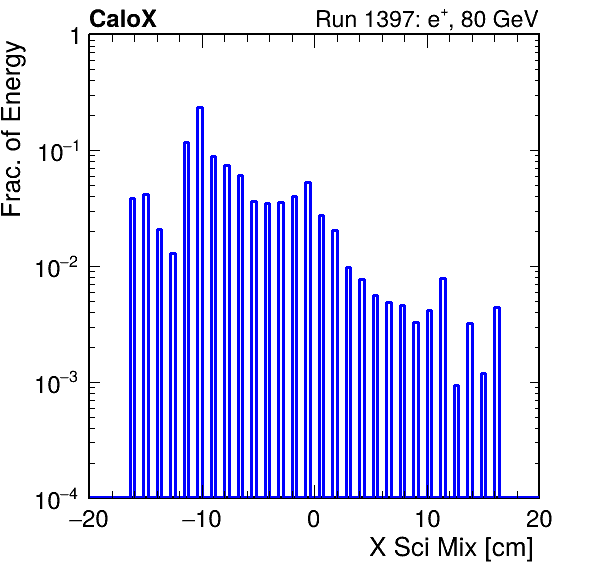 CaloX Run 1397: e⁺, 80 GeV
Frac. of Energy
1
10⁻¹
10⁻²
10⁻³
10⁻⁴
−20 −10 0 10 20
X Sci Mix [cm]